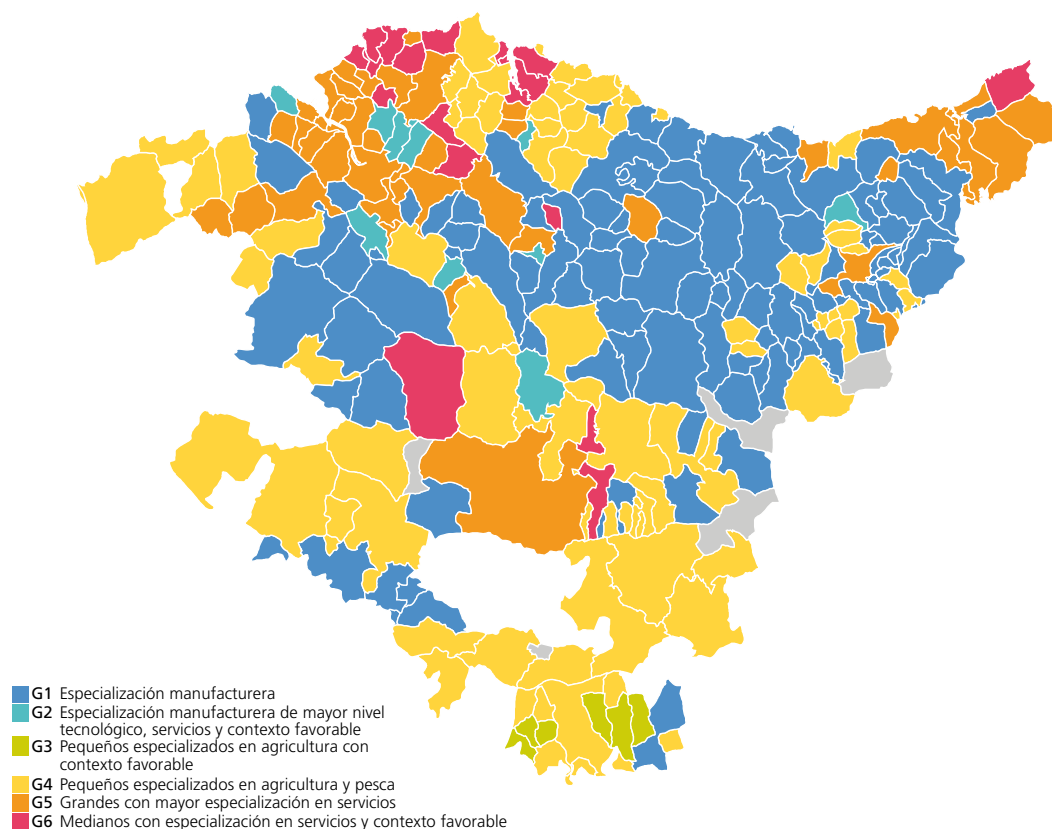 G1 Especialización manufacturera
G2 Especialización manufacturera de mayor nivel
tecnológico, servicios y contexto favorable
G3 Pequeños especializados en agricultura con
contexto favorable
G4 Pequeños especializados en agricultura y pesca
G5 Grandes con mayor especialización en servicios
G6 Medianos con especialización en servicios y contexto favorable